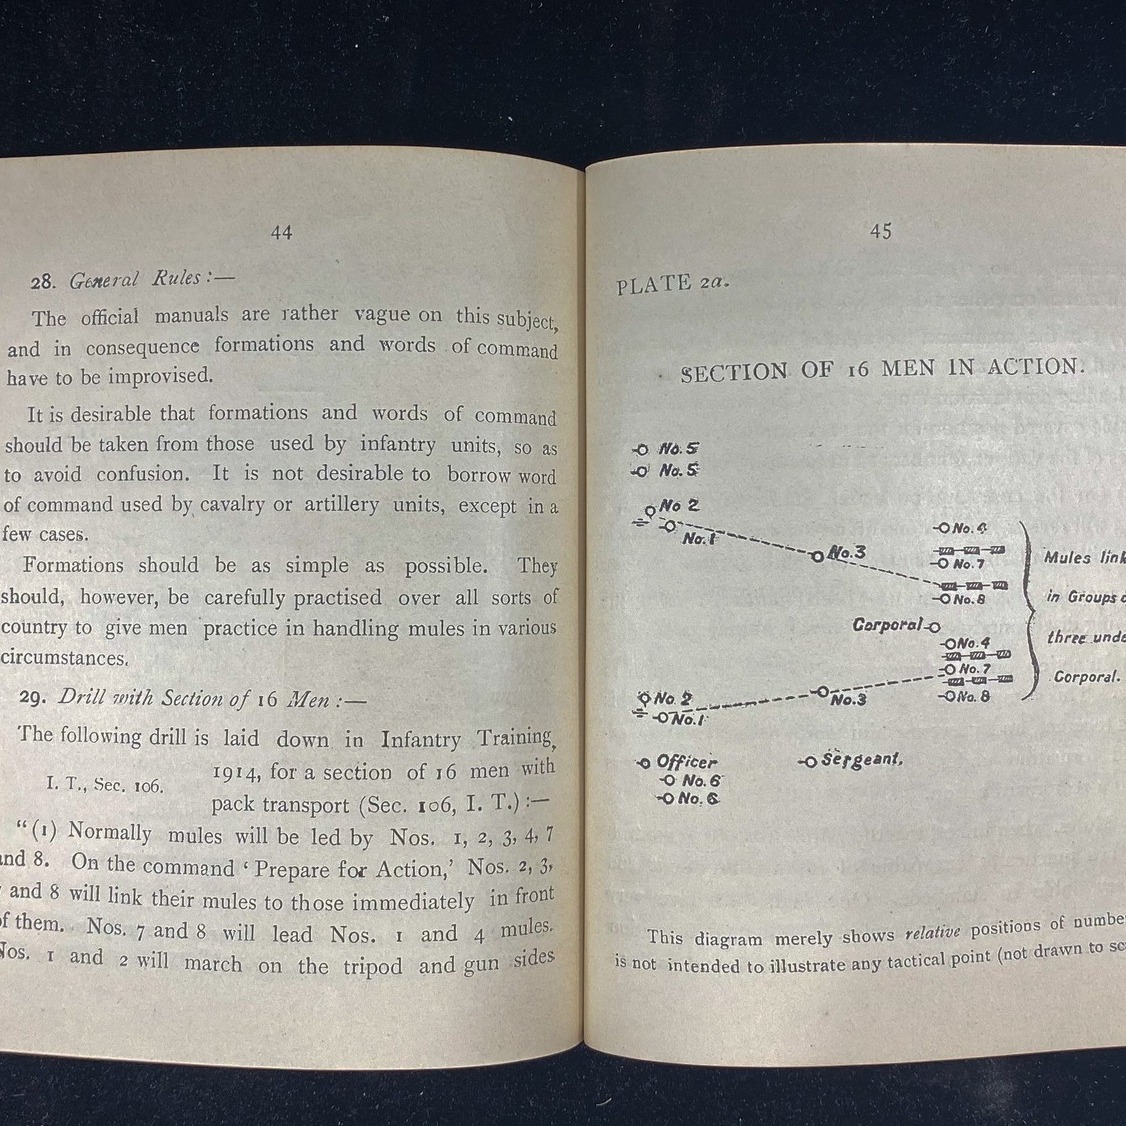 44
28. General Rules :—
The official manuals are rather vague on this subject,
and in consequence formations and words of command
have to be improvised.
It is desirable that formations and words of command
should be taken from those used by infantry units, so as
to avoid confusion. It is not desirable to borrow word
of command used by cavalry or artillery units, except in a
few cases.
Formations should be as simple as possible. They
should, however, be carefully practised over all sorts of
country to give men practice in handling mules in various
circumstances.
29. Drill with Section of 16 Men :—
The following drill is laid down in Infantry Training,
I. T., Sec. 106.
1914, for a section of 16 men with
pack transport (Sec. 106, I. T.) :—
“(1) Normally mules will be led by Nos. 1, 2, 3, 4, 7
and 8. On the command ‘ Prepare for Action,’ Nos. 2, 3,
and 8 will link their mules to those immediately in front
of them. Nos. 7 and 8 will lead Nos. 1 and 4 mules.
Nos. 1 and 2 will march on the tripod and gun sides
45
PLATE 2a.
SECTION OF 16 MEN IN ACTION.
No. 5
No. 5
No 2
No. 1
No. 3
No. 4
No. 7
No. 8
Mules link
in Groups o
three unde
Corporal.
Corporal
No. 4
No. 7
No. 8
No. 2
No. 1
No. 3
Officer
No. 6
No. 6
Sergeant.
This diagram merely shows relative positions of number
is not intended to illustrate any tactical point (not drawn to sc